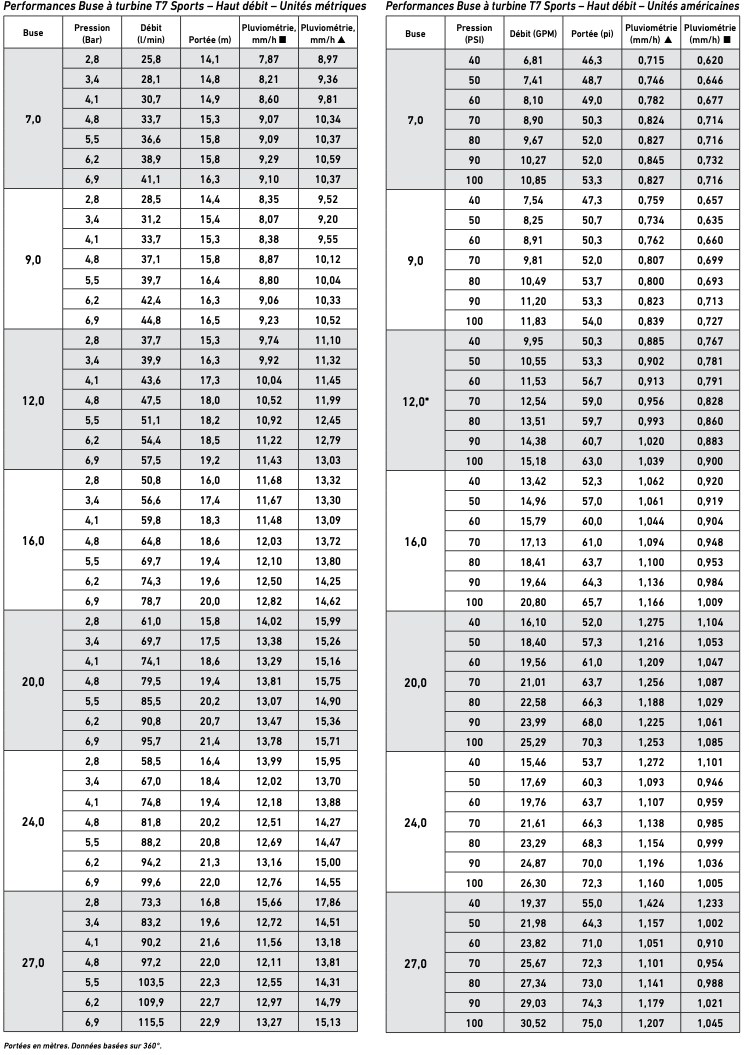 Performances Buse à turbine T7 Sports – Haut débit – Unités métriques
Buse Pression (Bar) Débit (l/min) Portée (m) Pluviométrie, mm/h ■ Pluviométrie, mm/h ▲
7,0
2,8 25,8 14,1 7,87 8,97
3,4 28,1 14,8 8,21 9,36
4,1 30,7 14,9 8,60 9,81
4,8 33,7 15,3 9,07 10,34
5,5 36,6 15,8 9,09 10,37
6,2 38,9 15,8 9,29 10,59
6,9 41,1 16,3 9,10 10,37
9,0
2,8 28,5 14,4 8,35 9,52
3,4 31,2 15,4 8,07 9,20
4,1 33,7 15,3 8,38 9,55
4,8 37,1 15,8 8,87 10,12
5,5 39,7 16,4 8,80 10,04
6,2 42,4 16,3 9,06 10,33
6,9 44,8 16,5 9,23 10,52
12,0
2,8 37,7 15,3 9,74 11,10
3,4 39,9 16,3 9,92 11,32
4,1 43,6 17,3 10,04 11,45
4,8 47,5 18,0 10,52 11,99
5,5 51,1 18,2 10,92 12,45
6,2 54,4 18,5 11,22 12,79
6,9 57,5 19,2 11,43 13,03
16,0
2,8 50,8 16,0 11,68 13,32
3,4 56,6 17,4 11,67 13,30
4,1 59,8 18,3 11,48 13,09
4,8 64,8 18,6 12,03 13,72
5,5 69,7 19,4 12,10 13,80
6,2 74,3 19,6 12,50 14,25
6,9 78,7 20,0 12,82 14,62
20,0
2,8 61,0 15,8 14,02 15,99
3,4 69,7 17,5 13,38 15,26
4,1 74,1 18,6 13,29 15,16
4,8 79,5 19,4 13,81 15,75
5,5 85,5 20,2 13,07 14,90
6,2 90,8 20,7 13,47 15,36
6,9 95,7 21,4 13,78 15,71
24,0
2,8 58,5 16,4 13,99 15,95
3,4 67,0 18,4 12,02 13,70
4,1 74,8 19,4 12,18 13,88
4,8 81,8 20,2 12,51 14,27
5,5 88,2 20,8 12,69 14,47
6,2 94,2 21,3 13,16 15,00
6,9 99,6 22,0 12,76 14,55
27,0
2,8 73,3 16,8 15,66 17,86
3,4 83,2 19,6 12,72 14,51
4,1 90,2 21,6 11,56 13,18
4,8 97,2 22,0 12,11 13,81
5,5 103,5 22,3 12,55 14,31
6,2 109,9 22,7 12,97 14,79
6,9 115,5 22,9 13,27 15,13
Portées en mètres. Données basées sur 360°.
Performances Buse à turbine T7 Sports – Haut débit – Unités américaines
Buse Pression (PSI) Débit (GPM) Portée (pi) Pluviométrie (mm/h) ▲ Pluviométrie (mm/h) ■
7,0
40 6,81 46,3 0,715 0,620
50 7,41 48,7 0,746 0,646
60 8,10 49,0 0,782 0,677
70 8,90 50,3 0,824 0,714
80 9,67 52,0 0,827 0,716
90 10,27 52,0 0,845 0,732
100 10,85 53,3 0,827 0,716
9,0
40 7,54 47,3 0,759 0,657
50 8,25 50,7 0,734 0,635
60 8,91 50,3 0,762 0,660
70 9,81 52,0 0,807 0,699
80 10,49 53,7 0,800 0,693
90 11,20 53,3 0,823 0,713
100 11,83 54,0 0,839 0,727
12,0*
40 9,95 50,3 0,885 0,767
50 10,55 53,3 0,902 0,781
60 11,53 56,7 0,913 0,791
70 12,54 59,0 0,956 0,828
80 13,51 59,7 0,993 0,860
90 14,38 60,7 1,020 0,883
100 15,18 63,0 1,039 0,900
16,0
40 13,42 52,3 1,062 0,920
50 14,96 57,0 1,061 0,919
60 15,79 60,0 1,044 0,904
70 17,13 61,0 1,094 0,948
80 18,41 63,7 1,100 0,953
90 19,64 64,3 1,136 0,984
100 20,80 65,7 1,166 1,009
20,0
40 16,10 52,0 1,275 1,104
50 18,40 57,3 1,216 1,053
60 19,56 61,0 1,209 1,047
70 21,01 63,7 1,256 1,087
80 22,58 66,3 1,188 1,029
90 23,99 68,0 1,225 1,061
100 25,29 70,3 1,253 1,085
24,0
40 15,46 53,7 1,272 1,101
50 17,69 60,3 1,093 0,946
60 19,76 63,7 1,107 0,959
70 21,61 66,3 1,138 0,985
80 23,29 68,3 1,154 0,999
90 24,87 70,0 1,196 1,036
100 26,30 72,3 1,160 1,005
27,0
40 19,37 55,0 1,424 1,233
50 21,98 64,3 1,157 1,002
60 23,82 71,0 1,051 0,910
70 25,67 72,3 1,101 0,954
80 27,34 73,0 1,141 0,988
90 29,03 74,3 1,179 1,021
100 30,52 75,0 1,207 1,045